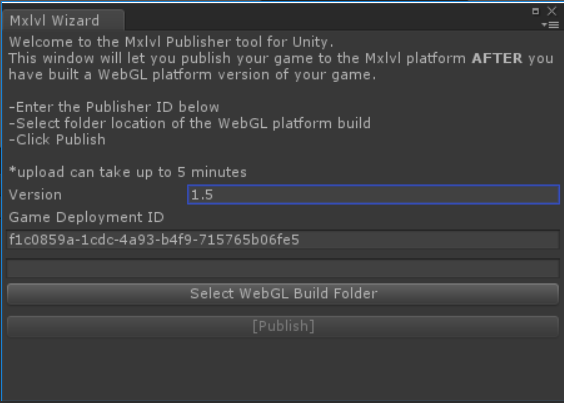 Mxlvl Wizard
Welcome to the Mxlvl Publisher tool for Unity.
This window will let you publish your game to the Mxlvl platform AFTER you
have built a WebGL platform version of your game.
-Enter the Publisher ID below
-Select folder location of the WebGL platform build
-Click Publish
*upload can take up to 5 minutes
Version 1.5
Game Deployment ID
f1c0859a-1cdc-4a93-b4f9-715765b06fe5
Select WebGL Build Folder
[Publish]